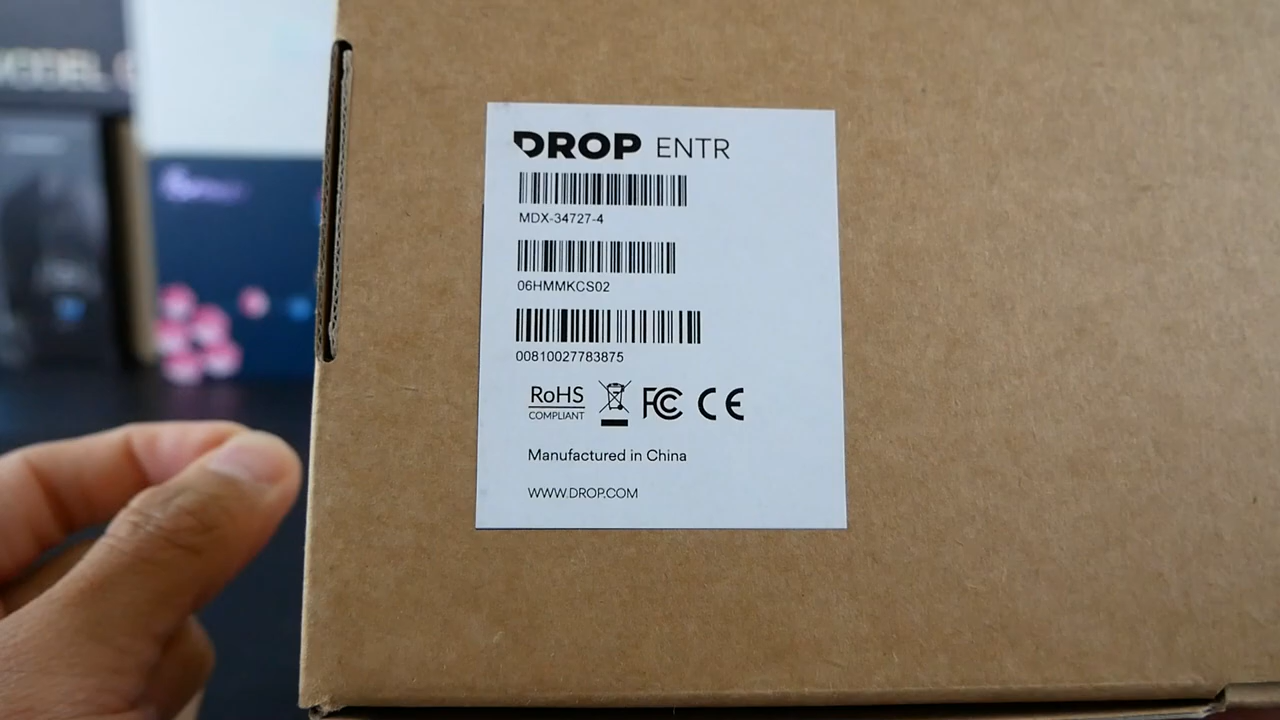 DROP ENTR
MDX-34727-4
06HMMKCS02
00810027783875
RoHS
COMPLIANT
FC CE
Manufactured in China
WWW.DROP.COM